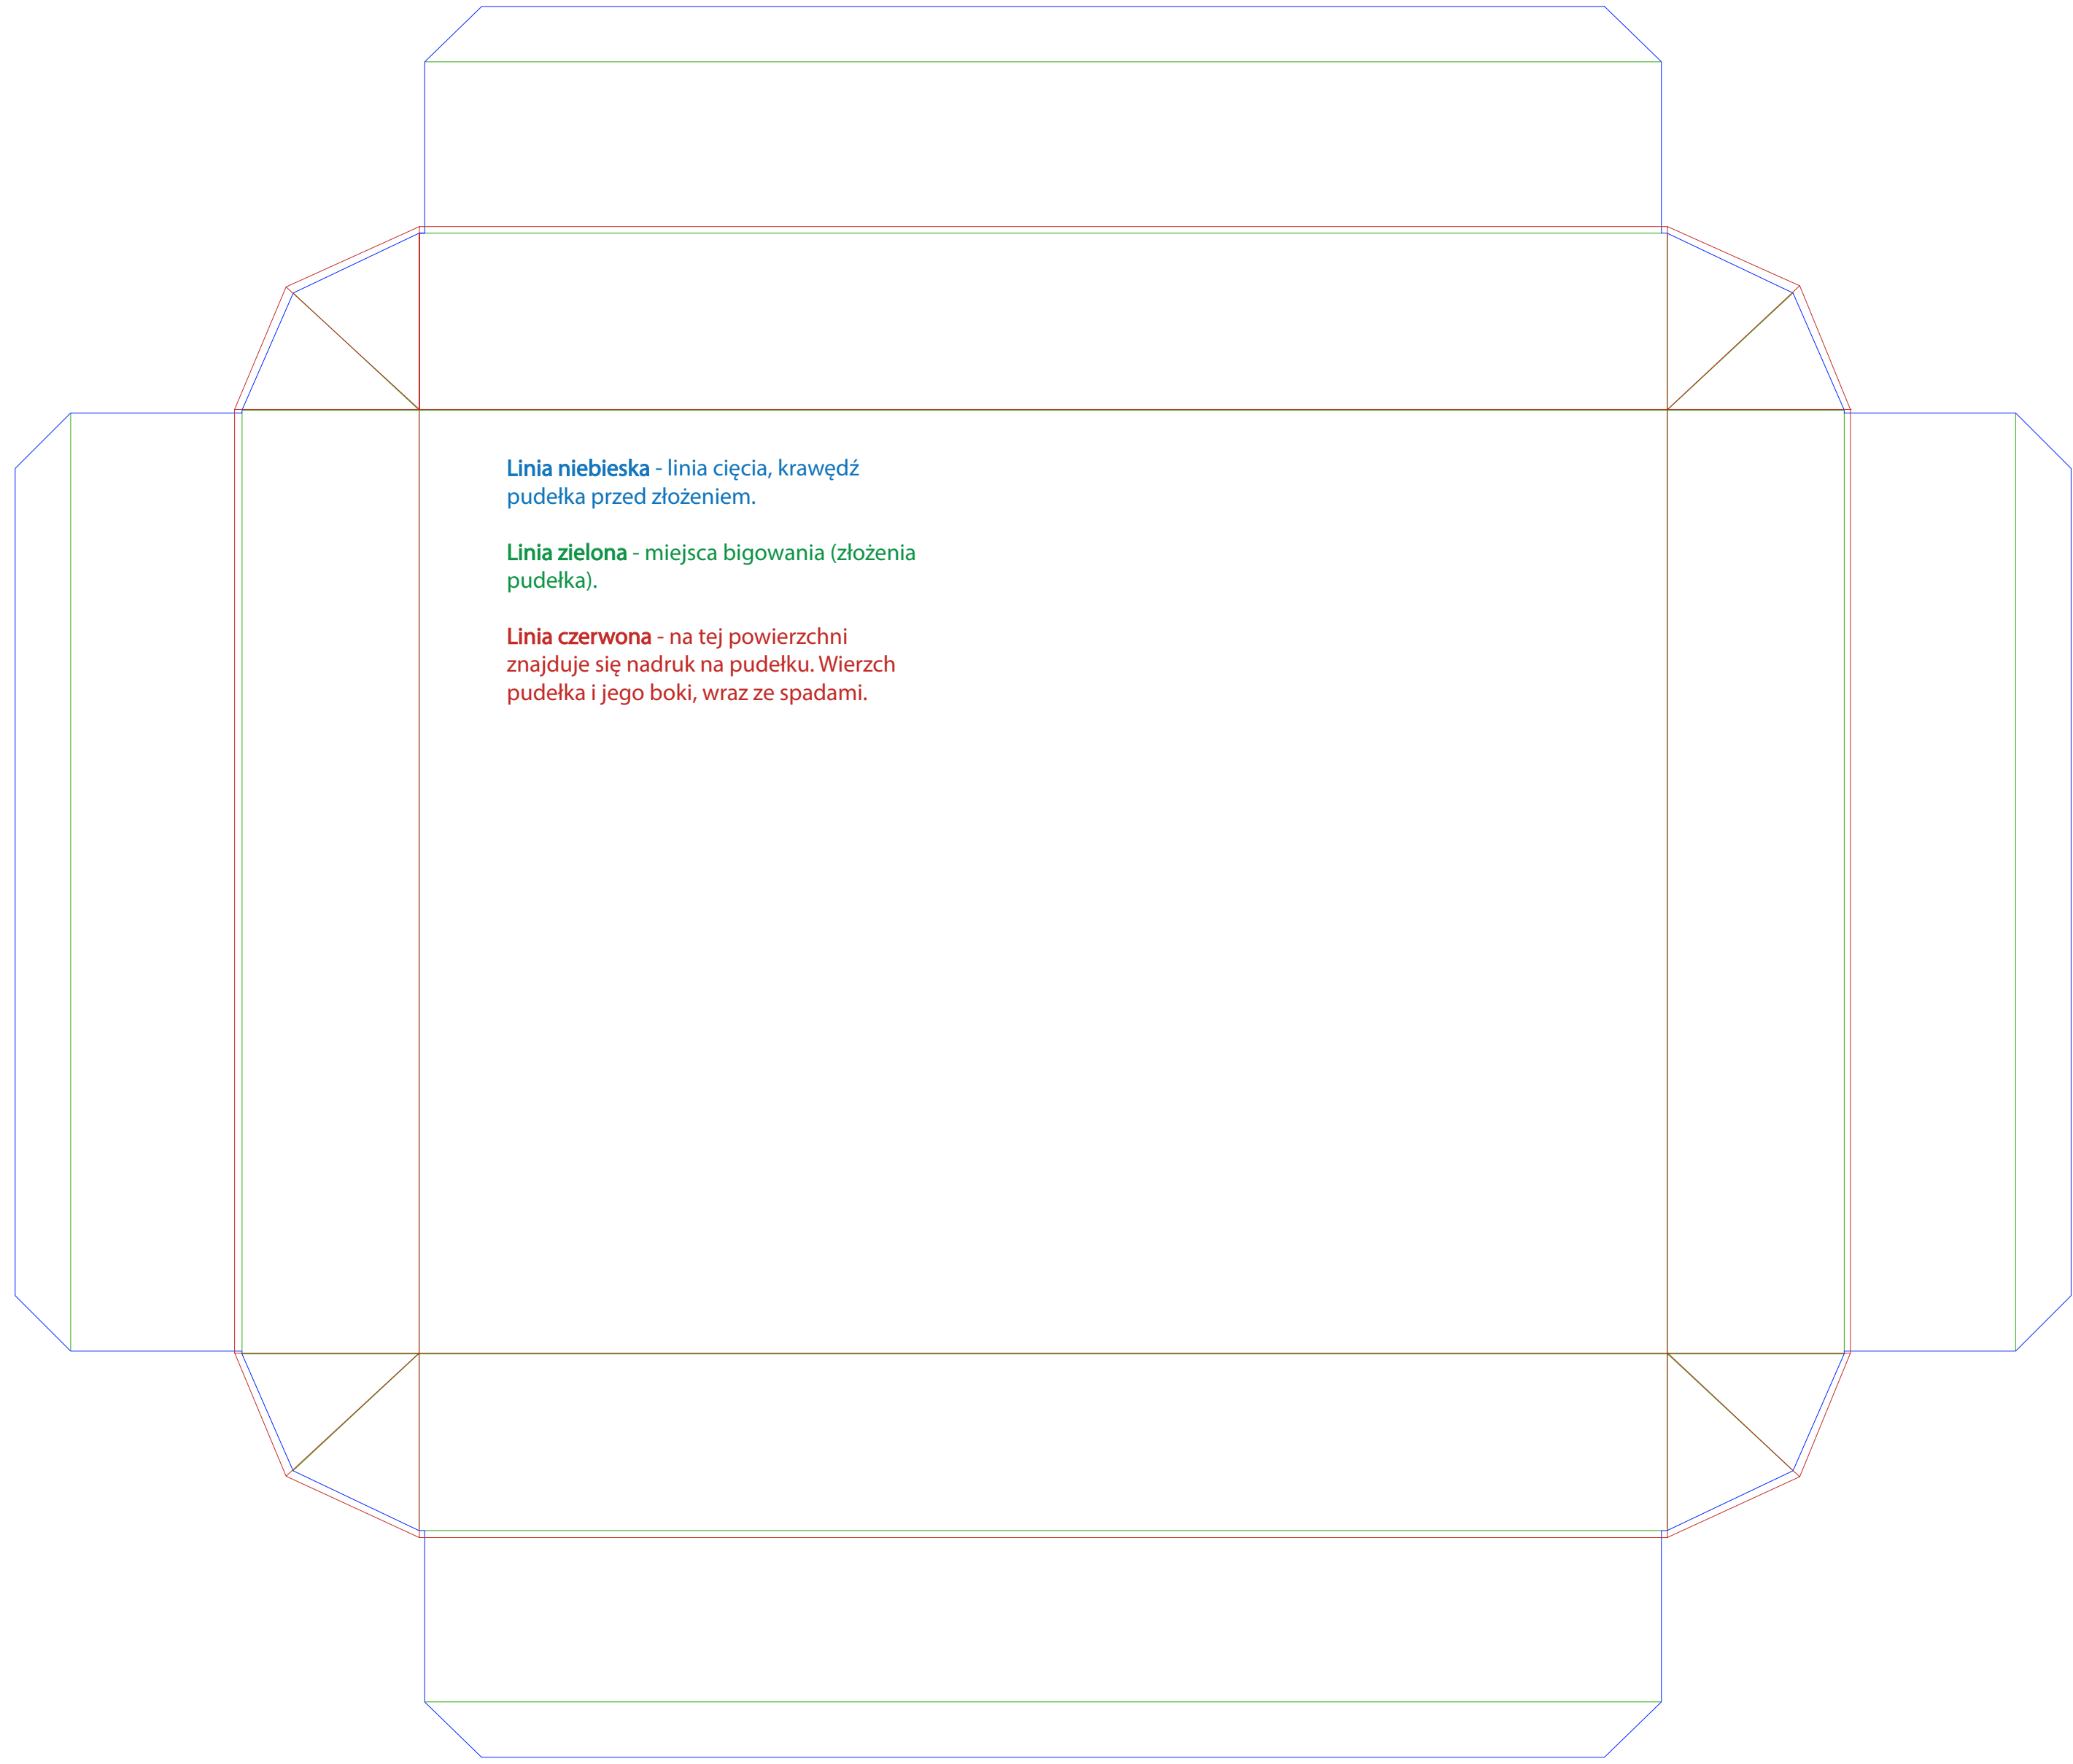 Linia niebieska - linia cięcia, krawędź
pudełka przed złożeniem.
Linia zielona - miejsca bigowania (złożenia
pudełka).
Linia czerwona - na tej powierzchni
znajduje się nadruk na pudełku. Wierzch
pudełka i jego boki, wraz ze spadami.